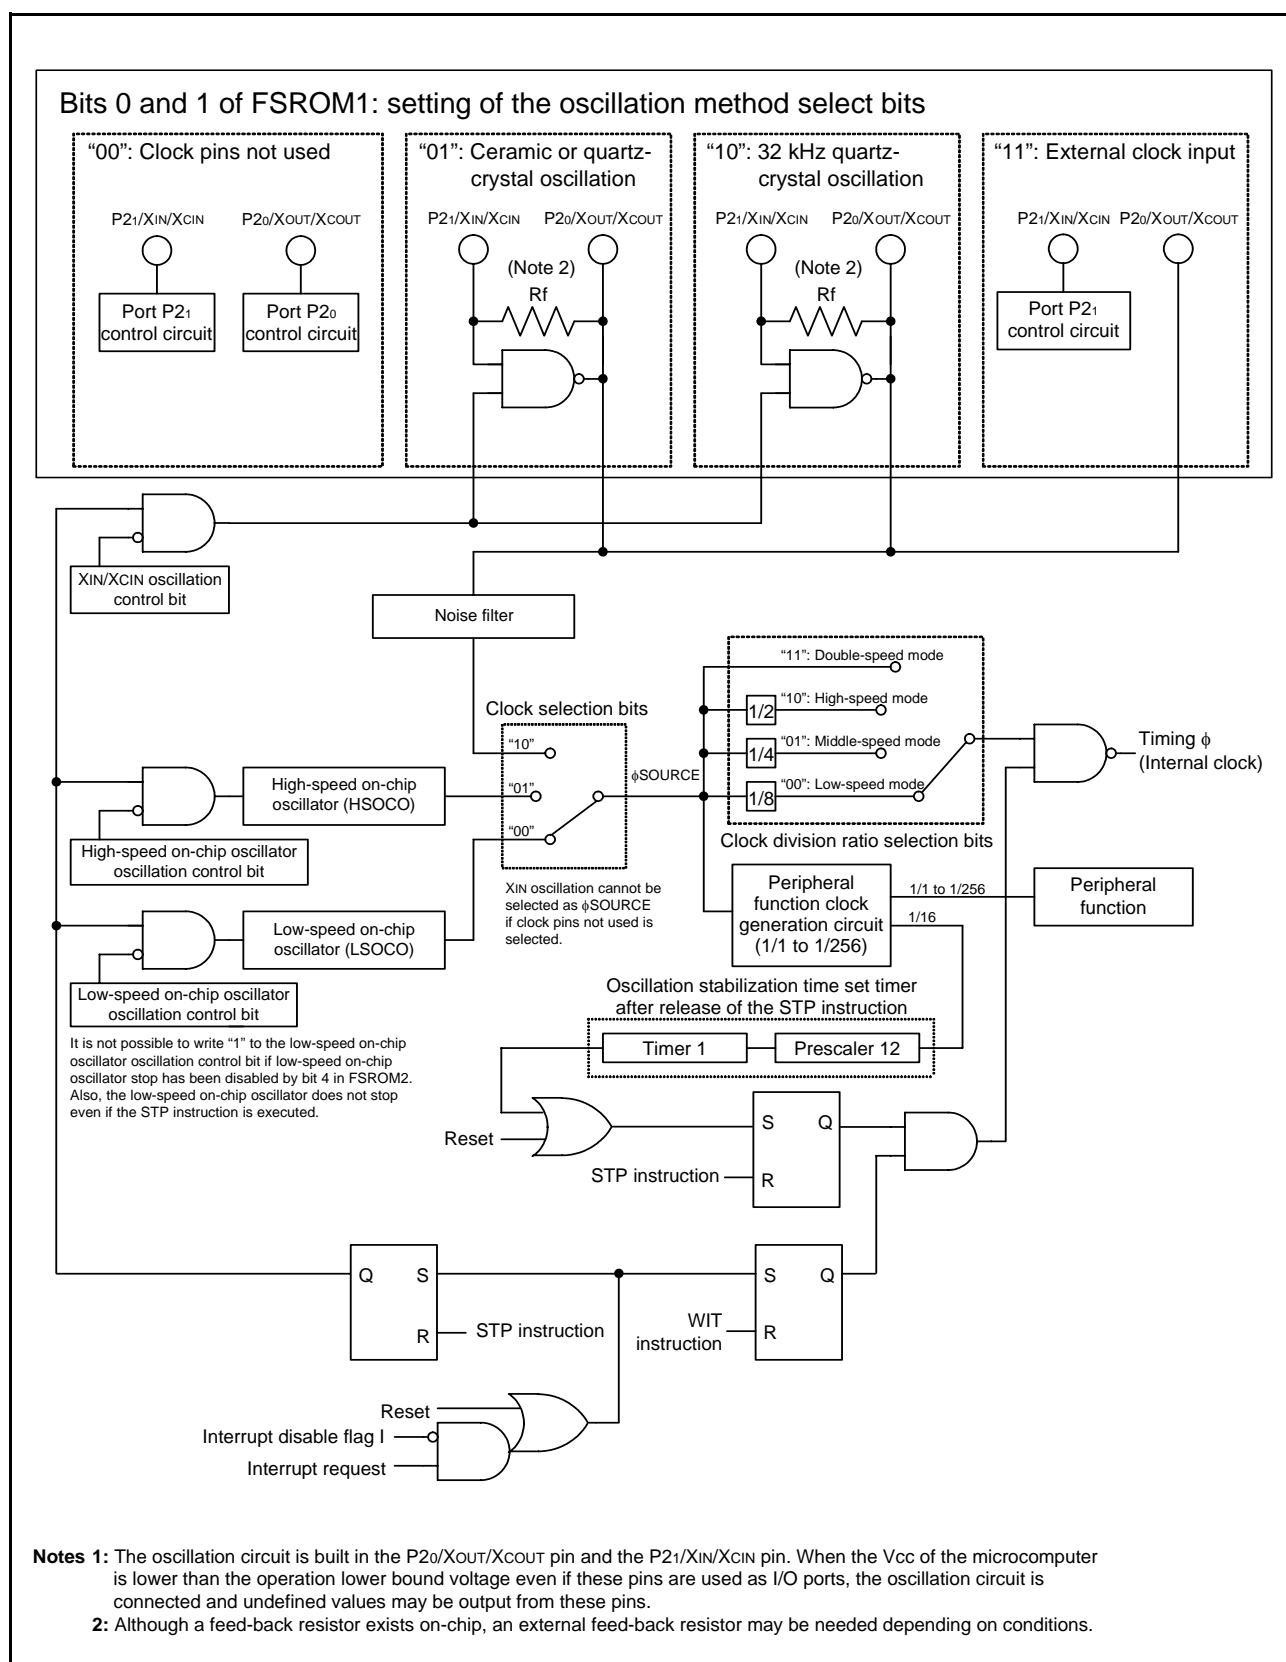 Bits 0 and 1 of FSROM1: setting of the oscillation method select bits
“00”: Clock pins not used
P21/XIN/XCIN
P20/XOUT/XCOUT
Port P21
control circuit
Port P20
control circuit
“01”: Ceramic or quartz-
crystal oscillation
P21/XIN/XCIN
P20/XOUT/XCOUT
(Note 2)
Rf
“10”: 32 kHz quartz-
crystal oscillation
P21/XIN/XCIN
P20/XOUT/XCOUT
(Note 2)
Rf
“11”: External clock input
P21/XIN/XCIN
P20/XOUT/XCOUT
Port P21
control circuit
XIN/XCIN oscillation
control bit
Noise filter
Clock selection bits
“10”
“01”
“00”
φSOURCE
XIN oscillation cannot be
selected as φSOURCE
if clock pins not used is
selected.
“11”: Double-speed mode
1/2
“10”: High-speed mode
1/4
“01”: Middle-speed mode
1/8
“00”: Low-speed mode
Clock division ratio selection bits
Timing φ
(Internal clock)
High-speed on-chip
oscillator (HSOCO)
High-speed on-chip oscillator
oscillation control bit
Low-speed on-chip
oscillator (LSOCO)
Low-speed on-chip oscillator
oscillation control bit
It is not possible to write “1” to the low-speed on-chip
oscillator oscillation control bit if low-speed on-chip
oscillator stop has been disabled by bit 4 in FSROM2.
Also, the low-speed on-chip oscillator does not stop
even if the STP instruction is executed.
Peripheral
function clock
generation circuit
(1/1 to 1/256)
1/1 to 1/256
1/16
Peripheral
function
Oscillation stabilization time set timer
after release of the STP instruction
Timer 1
Prescaler 12
Reset
STP instruction
S
Q
R
Q
S
R
STP instruction
WIT
instruction
S
Q
R
Reset
Interrupt disable flag I
Interrupt request
Notes 1: The oscillation circuit is built in the P20/XOUT/XCOUT pin and the P21/XIN/XCIN pin. When the Vcc of the microcomputer
is lower than the operation lower bound voltage even if these pins are used as I/O ports, the oscillation circuit is
connected and undefined values may be output from these pins.
2: Although a feed-back resistor exists on-chip, an external feed-back resistor may be needed depending on conditions.